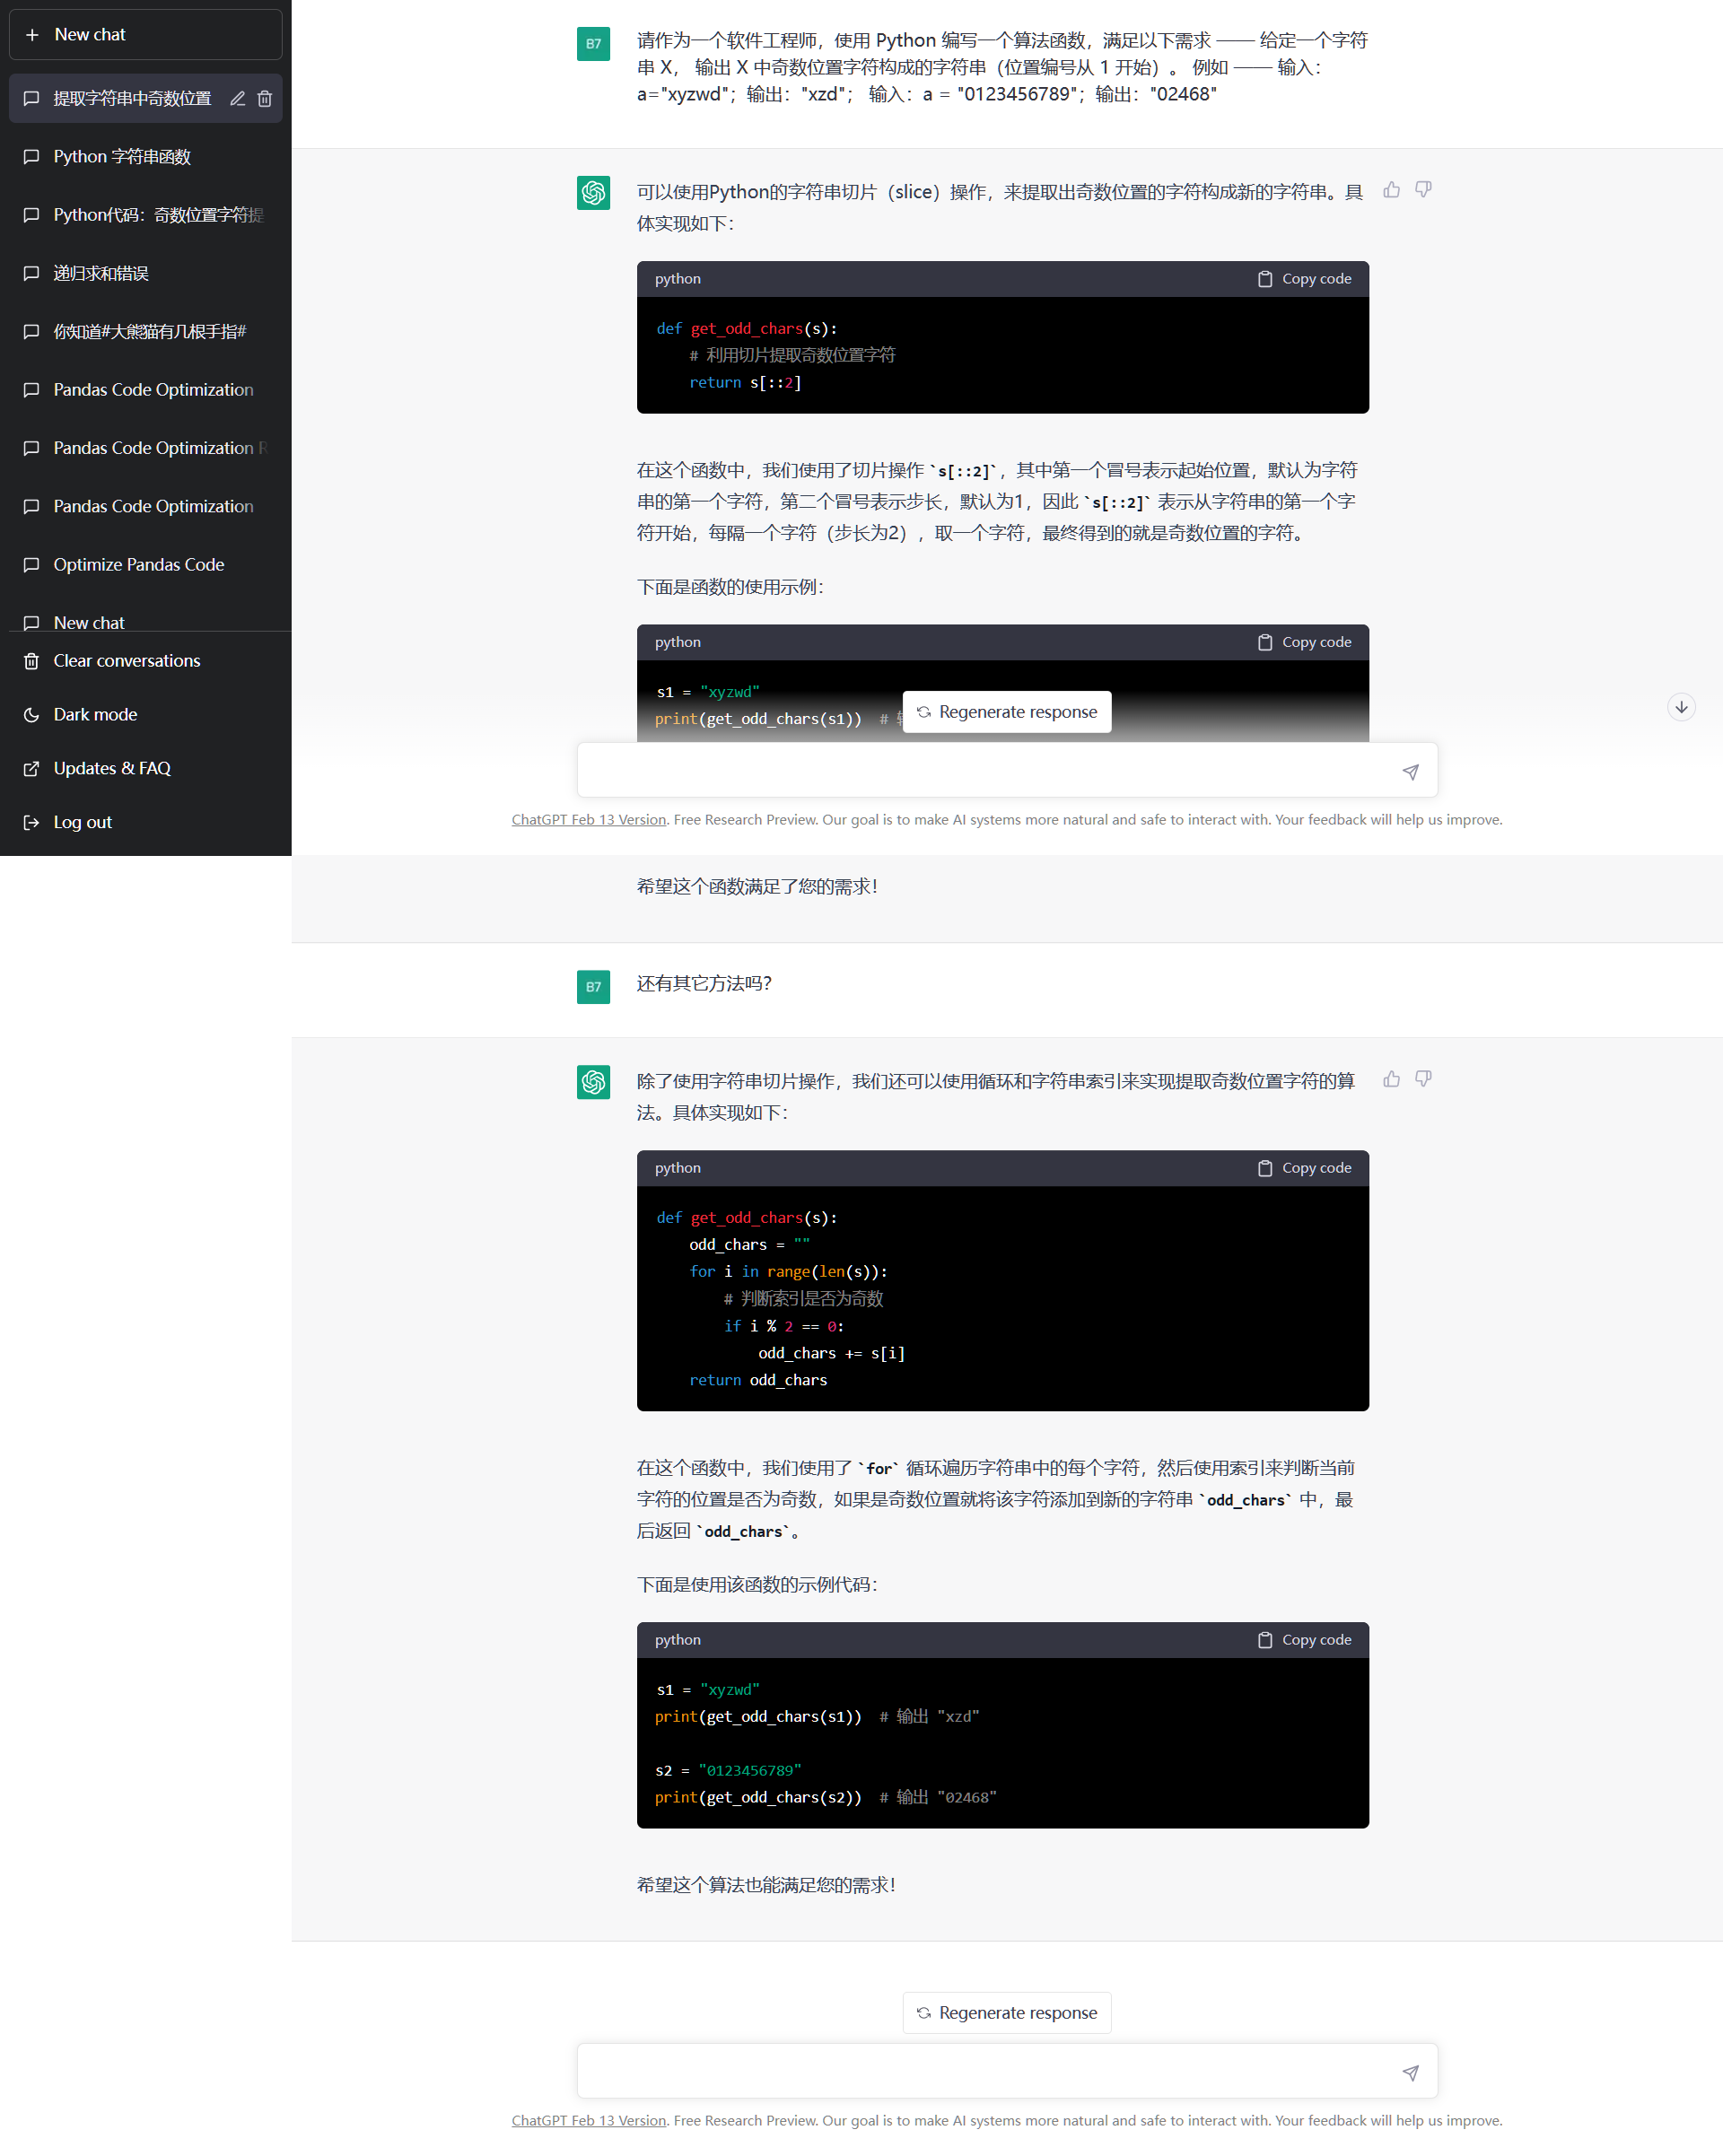 New chat
提取字符串中奇数位置
Python 字符串函数
Python代码：奇数位置字符提
递归求和错误
你知道#大熊猫有几根手指#
Pandas Code Optimization
Pandas Code Optimization R
Pandas Code Optimization
Optimize Pandas Code
New chat
Clear conversations
Dark mode
Updates & FAQ
Log out
B7
请作为一个软件工程师，使用 Python 编写一个算法函数，满足以下需求 —— 给定一个字符
串 X， 输出 X 中奇数位置字符构成的字符串（位置编号从 1 开始）。 例如 —— 输入：
a="xyzwd"；输出："xzd"； 输入：a = "0123456789"；输出："02468"
可以使用Python的字符串切片（slice）操作，来提取出奇数位置的字符构成新的字符串。具
体实现如下：
python
Copy code
def get_odd_chars(s):
    # 利用切片提取奇数位置字符
    return s[::2]
在这个函数中，我们使用了切片操作 `s[::2]`，其中第一个冒号表示起始位置，默认为字符
串的第一个字符，第二个冒号表示步长，默认为1，因此 `s[::2]` 表示从字符串的第一个字
符开始，每隔一个字符（步长为2），取一个字符，最终得到的就是奇数位置的字符。
下面是函数的使用示例：
python
Copy code
s1 = "xyzwd"
print(get_odd_chars(s1))  #
Regenerate response
ChatGPT Feb 13 Version. Free Research Preview. Our goal is to make AI systems more natural and safe to interact with. Your feedback will help us improve.
希望这个函数满足了您的需求！
B7
还有其它方法吗？
除了使用字符串切片操作，我们还可以使用循环和字符串索引来实现提取奇数位置字符的算
法。具体实现如下：
python
Copy code
def get_odd_chars(s):
    odd_chars = ""
    for i in range(len(s)):
        # 判断索引是否为奇数
        if i % 2 == 0:
            odd_chars += s[i]
    return odd_chars
在这个函数中，我们使用了 `for` 循环遍历字符串中的每个字符，然后使用索引来判断当前
字符的位置是否为奇数，如果是奇数位置就将该字符添加到新的字符串 `odd_chars` 中，最
后返回 `odd_chars`。
下面是使用该函数的示例代码：
python
Copy code
s1 = "xyzwd"
print(get_odd_chars(s1))  # 输出 "xzd"
s2 = "0123456789"
print(get_odd_chars(s2))  # 输出 "02468"
希望这个算法也能满足您的需求！
Regenerate response
ChatGPT Feb 13 Version. Free Research Preview. Our goal is to make AI systems more natural and safe to interact with. Your feedback will help us improve.